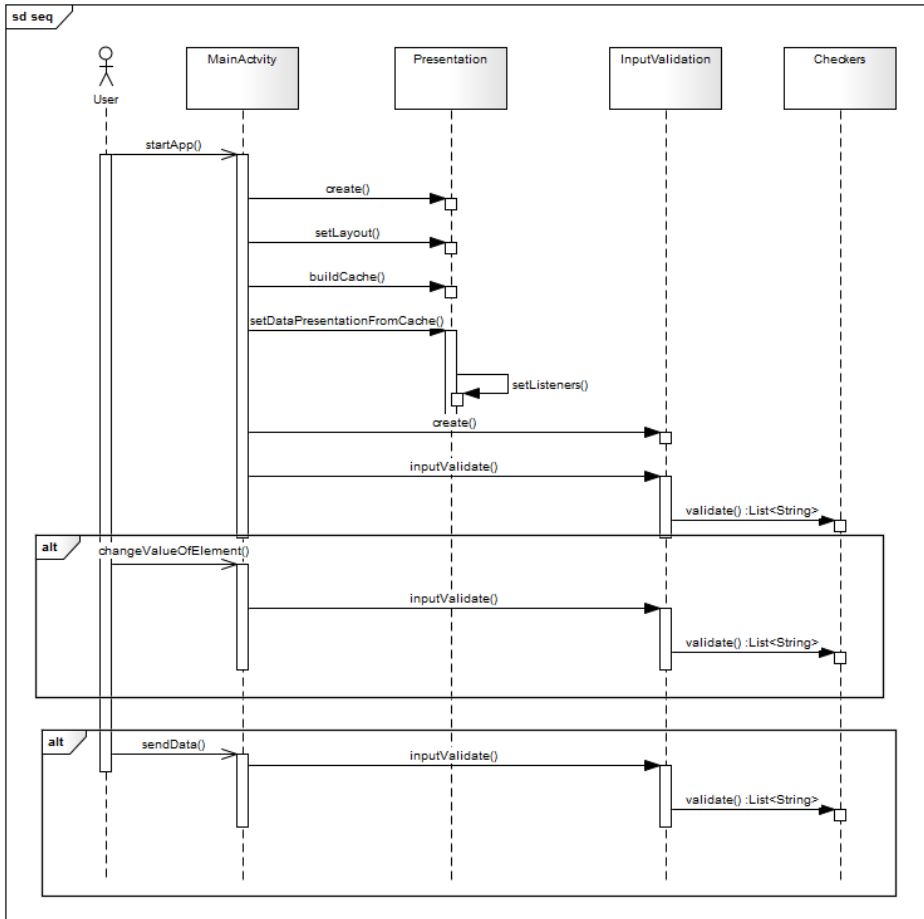 sd seq
MainActvity
Presentation
InputValidation
Checkers
User
startApp()
create()
setLayout()
buildCache()
setDataPresentationFromCache()
setListeners()
create()
inputValidate()
validate() :List<String>
alt
changeValueOfElement()
inputValidate()
validate() :List<String>
alt
sendData()
inputValidate()
validate() :List<String>